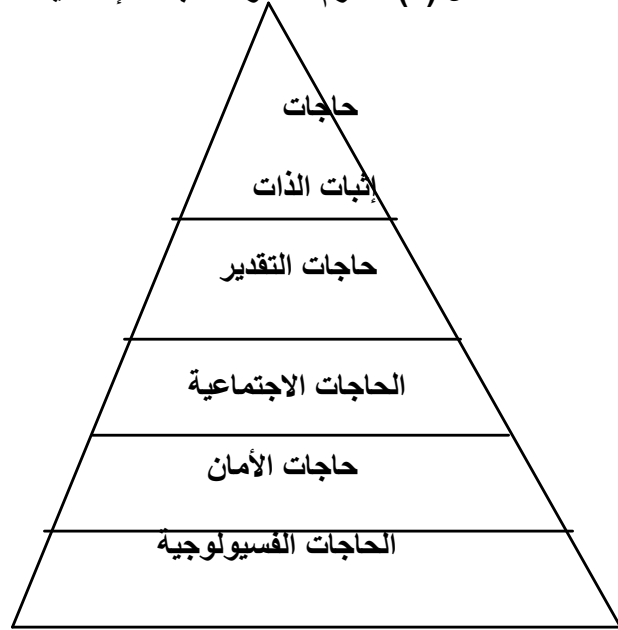 حاجات
إثبات الذات
حاجات التقدير
الحاجات الاجتماعية
حاجات الأمان
الحاجات الفسيولوجية